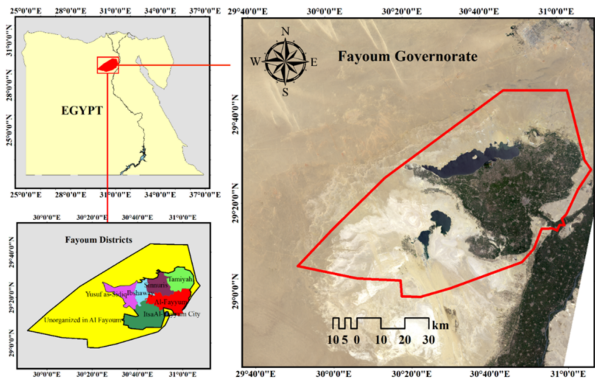 25°0'0"E 28°0'0"E 31°0'0"E 34°0'0"E 37°0'0"E
31°0'0"N
28°0'0"N
25°0'0"N
EGYPT
25°0'0"E 28°0'0"E 31°0'0"E 34°0'0"E 37°0'0"E
30°0'0"E 30°20'0"E 30°40'0"E 31°0'0"E
Fayoum Districts
29°40'0"N
29°20'0"N
29°0'0"N
Tamiyah
Yusuf as-Sidiq
Al-Fayyum
Unorganized in Al Fayoum
30°0'0"E 30°20'0"E 30°40'0"E 31°0'0"E
29°40'0"E 30°0'0"E 30°20'0"E 30°40'0"E 31°0'0"E
29°40'0"N
29°20'0"N
29°0'0"N
N
W E
S
Fayoum Governorate
10 5 0 10 20 30
km
29°40'0"E 30°0'0"E 30°20'0"E 30°40'0"E 31°0'0"E